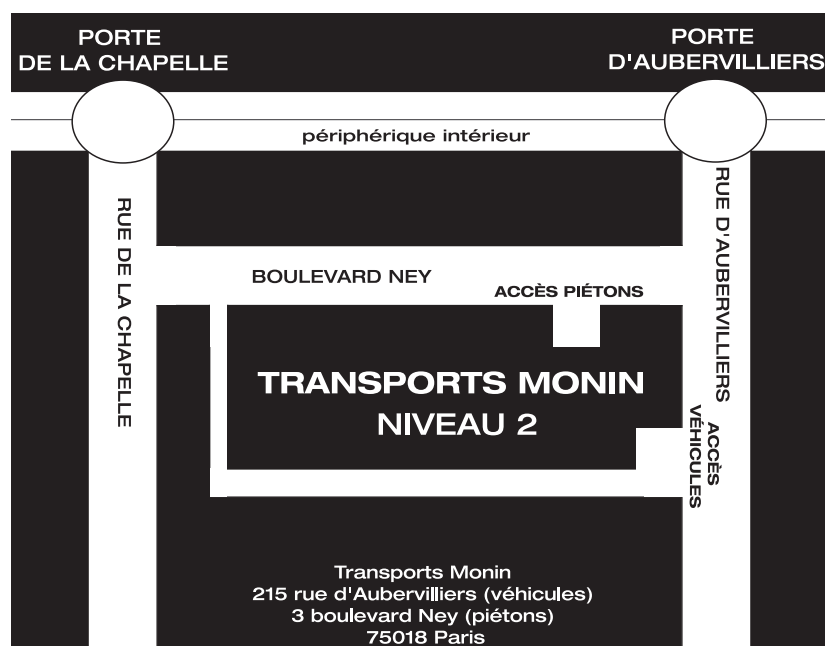 PORTE
DE LA CHAPELLE
PORTE
D'AUBERVILLIERS
périphérique intérieur
RUE DE LA CHAPELLE
RUE D'AUBERVILLIERS
BOULEVARD NEY
ACCÈS PIÉTONS
TRANSPORTS MONIN
NIVEAU 2
ACCÈS
VÉHICULES
Transports Monin
215 rue d'Aubervilliers (véhicules)
3 boulevard Ney (piétons)
75018 Paris